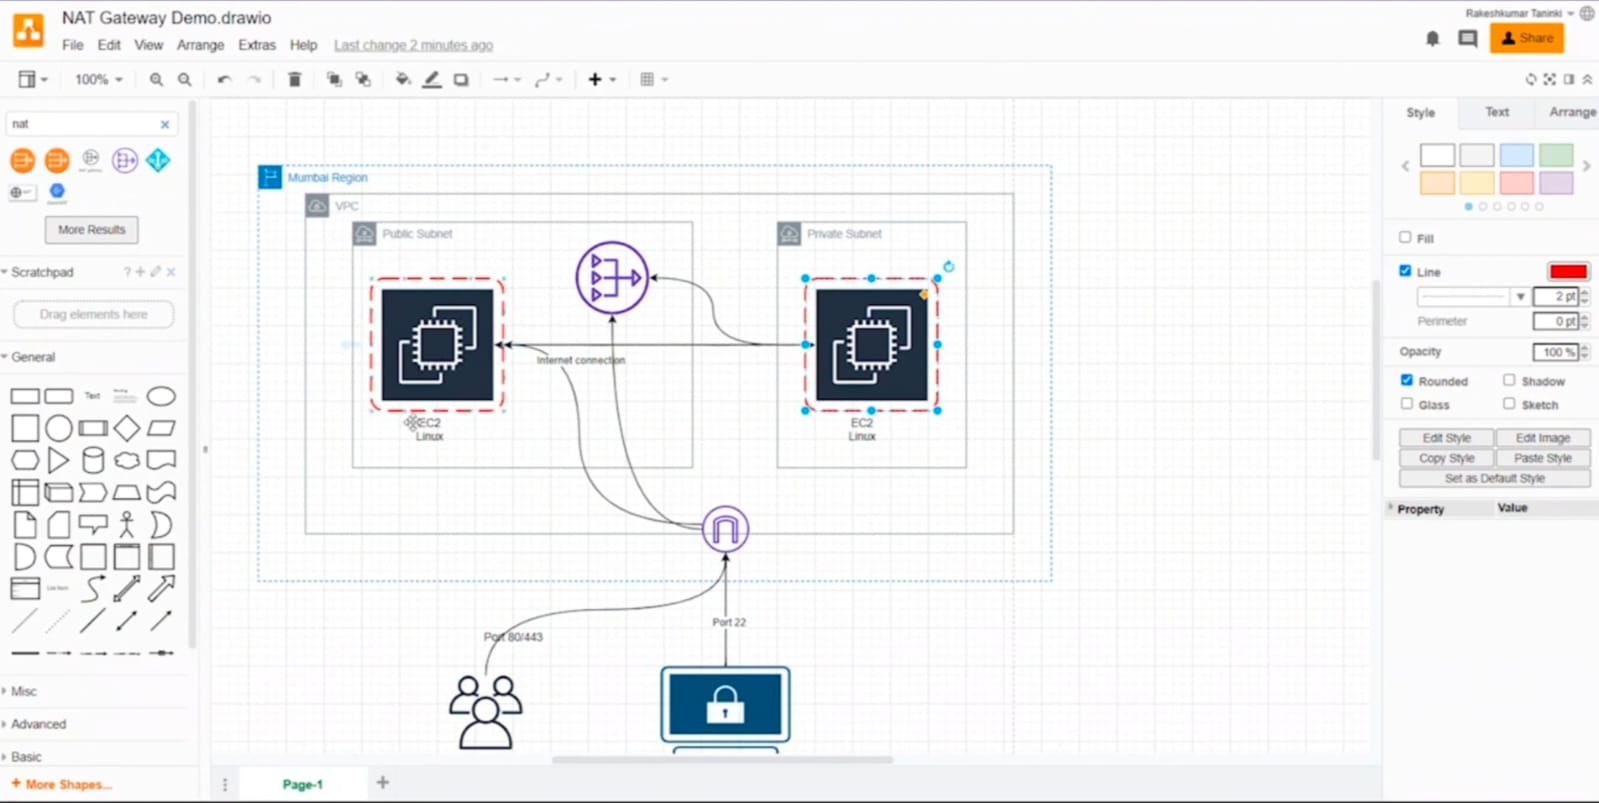 NAT Gateway Demo.drawio
Rakeshkumar Taninki
File Edit View Arrange Extras Help Last change 2 minutes ago
Share
100%
nat
More Results
Scratchpad
?
Drag elements here
General
Text
Misc
Advanced
Basic
+ More Shapes...
Mumbai Region
VPC
Public Subnet
Private Subnet
Internet connection
EC2
Linux
EC2
Linux
Port 80/443
Port 22
Page-1
Style Text Arrange
Fill
Line
2 pt
Perimeter 0 pt
Opacity 100 %
Rounded Shadow
Glass Sketch
Edit Style Edit Image
Copy Style Paste Style
Set as Default Style
Property Value